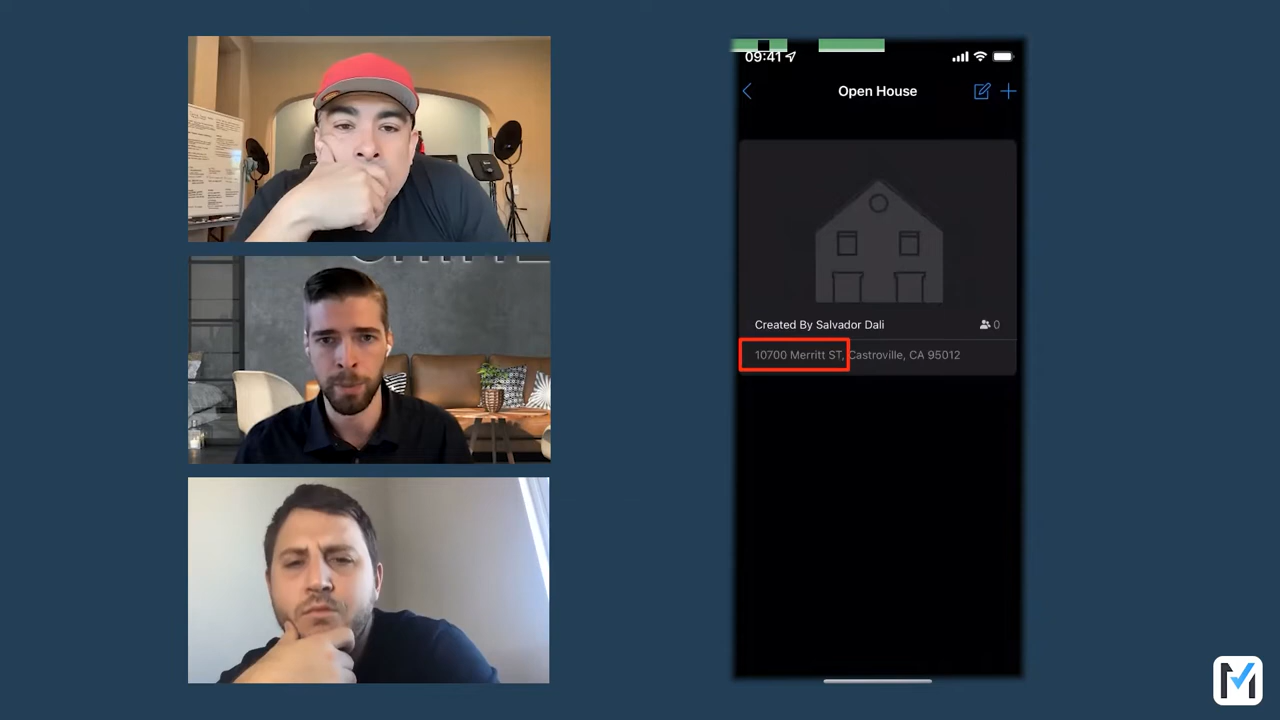 09:41
Open House
Created By Salvador Dali
0
10700 Merritt ST, Castroville, CA 95012